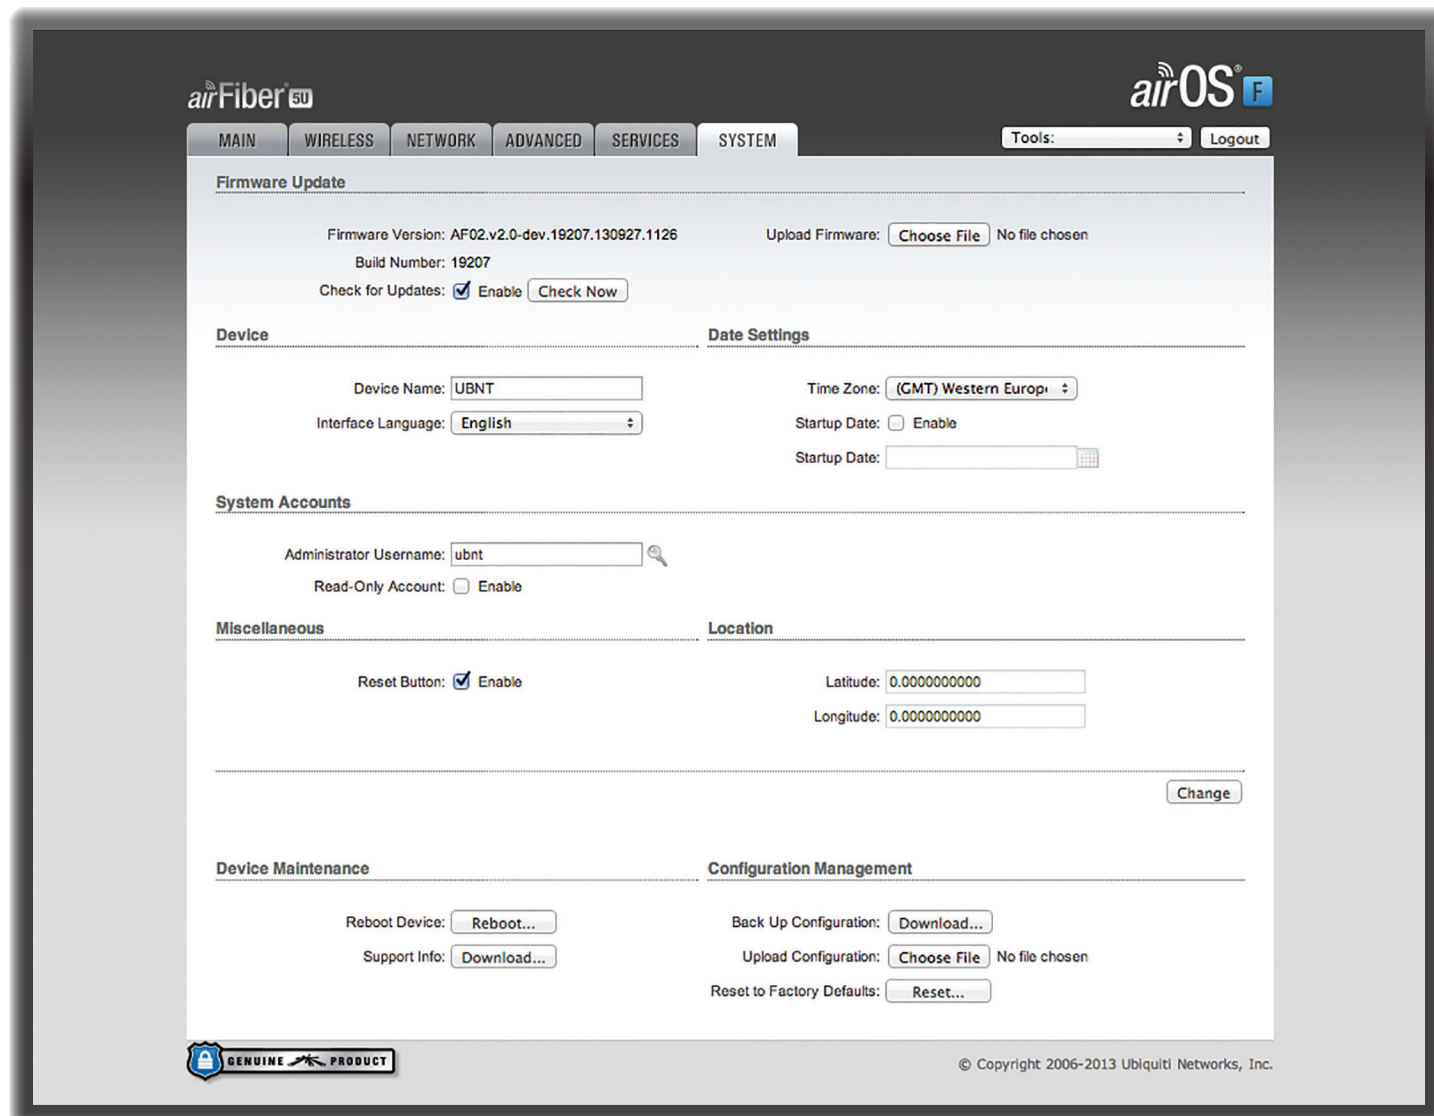 airFiber 5U
airOS® F
MAIN WIRELESS NETWORK ADVANCED SERVICES SYSTEM Tools: Logout
Firmware Update
Firmware Version: AF02.v2.0-dev.19207.130927.1126 Upload Firmware: Choose File No file chosen
Build Number: 19207
Check for Updates: Enable Check Now
Device Date Settings
Device Name: UBNT Time Zone: (GMT) Western Europ
Interface Language: English Startup Date: Enable
Startup Date:
System Accounts
Administrator Username: ubnt
Read-Only Account: Enable
Miscellaneous Location
Reset Button: Enable Latitude: 0.0000000000
Longitude: 0.0000000000
Change
Device Maintenance Configuration Management
Reboot Device: Reboot... Back Up Configuration: Download...
Support Info: Download... Upload Configuration: Choose File No file chosen
Reset to Factory Defaults: Reset...
GENUINE PRODUCT © Copyright 2006-2013 Ubiquiti Networks, Inc.